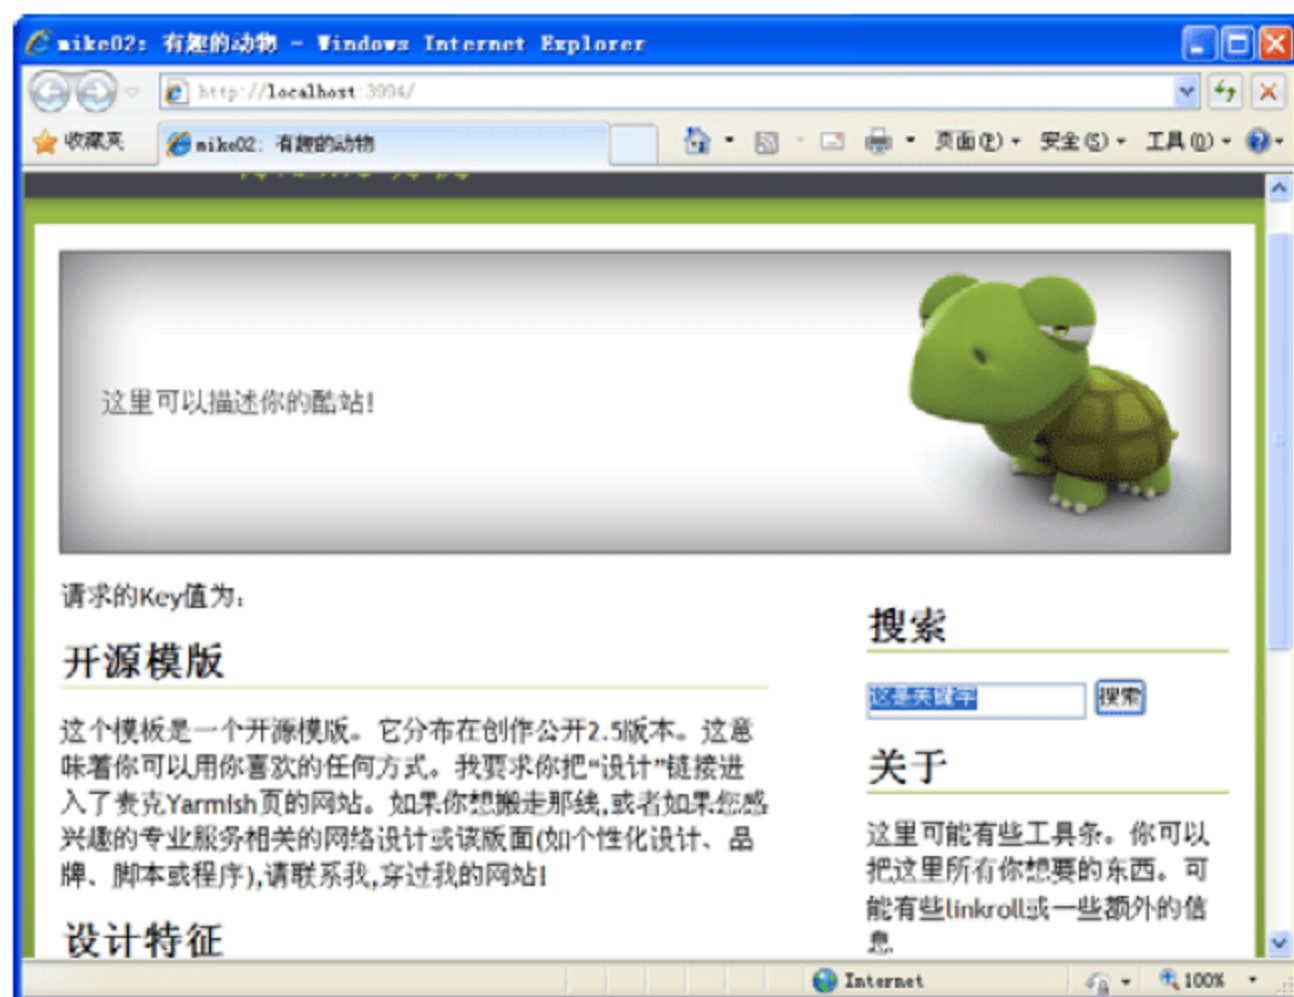 mike02: 有趣的动物 - Windows Internet Explorer
http://localhost:3994/
收藏夹
mike02: 有趣的动物
页面(P)
安全(S)
工具(O)
这里可以描述你的酷站!
请求的Key值为:
开源模版
这个模板是一个开源模版。它分布在创作公开2.5版本。这意
味着你可以用你喜欢的任何方式。我要求你把“设计”链接进
入了麦克Yarmish页的网站。如果你想搬走那线,或者如果您感
兴趣的专业服务相关的网络设计或该版面(如个性化设计、品
牌、脚本或程序),请联系我,穿过我的网站!
设计特征
搜索
这是关键字
搜索
关于
这里可能有些工具条。你可以
把这里所有你想要的东西。可
能有些linkroll或一些额外的信
息
Internet
100%